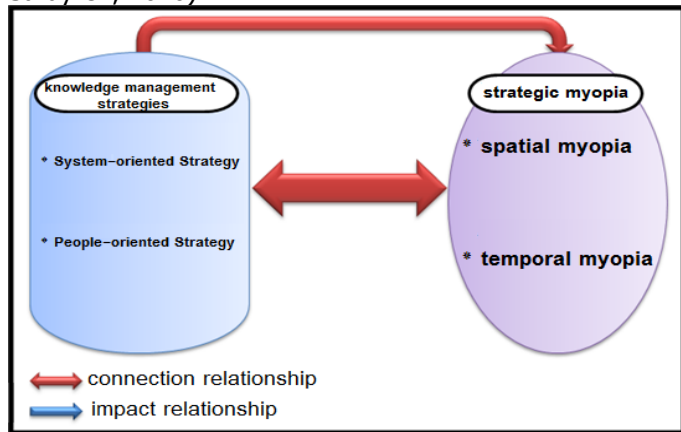 knowledge management
strategies
* System-oriented Strategy
* People-oriented Strategy
strategic myopia
* spatial myopia
* temporal myopia
connection relationship
impact relationship